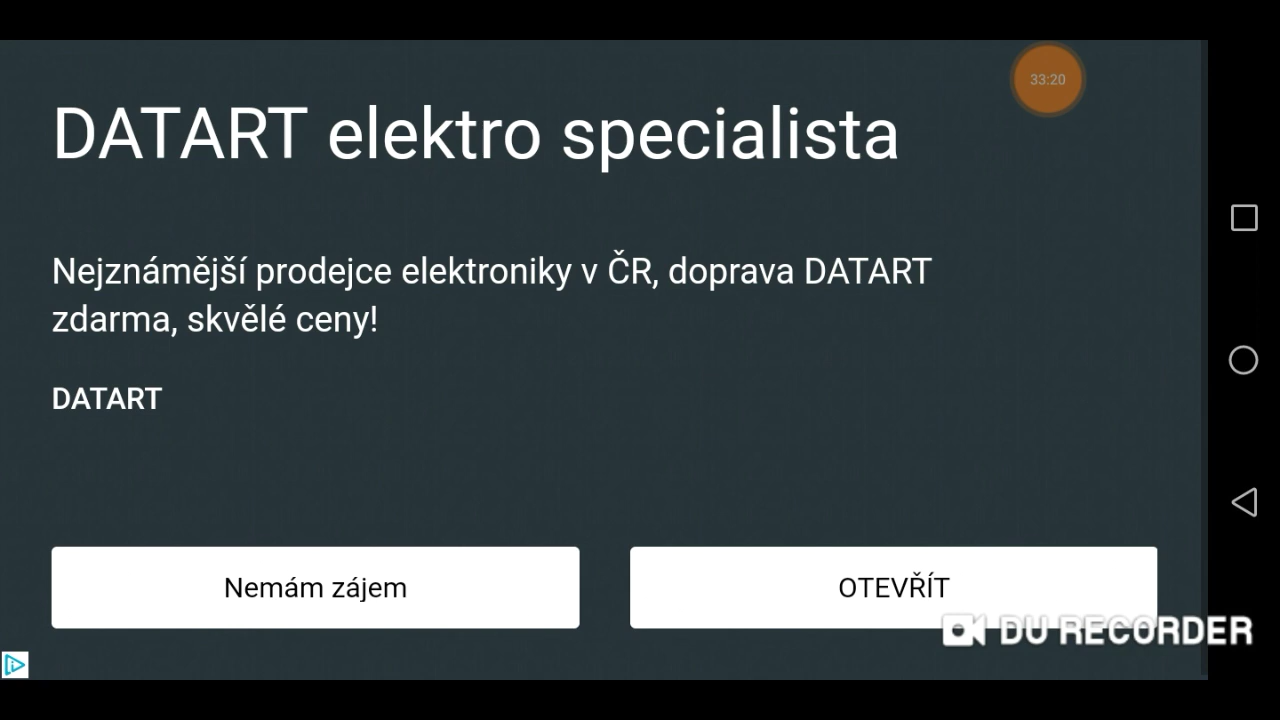 33:20
DATART elektro specialista
Nejznámější prodejce elektroniky v ČR, doprava DATART
zdarma, skvělé ceny!
DATART
Nemám zájem
OTEVŘÍT
DU RECORDER